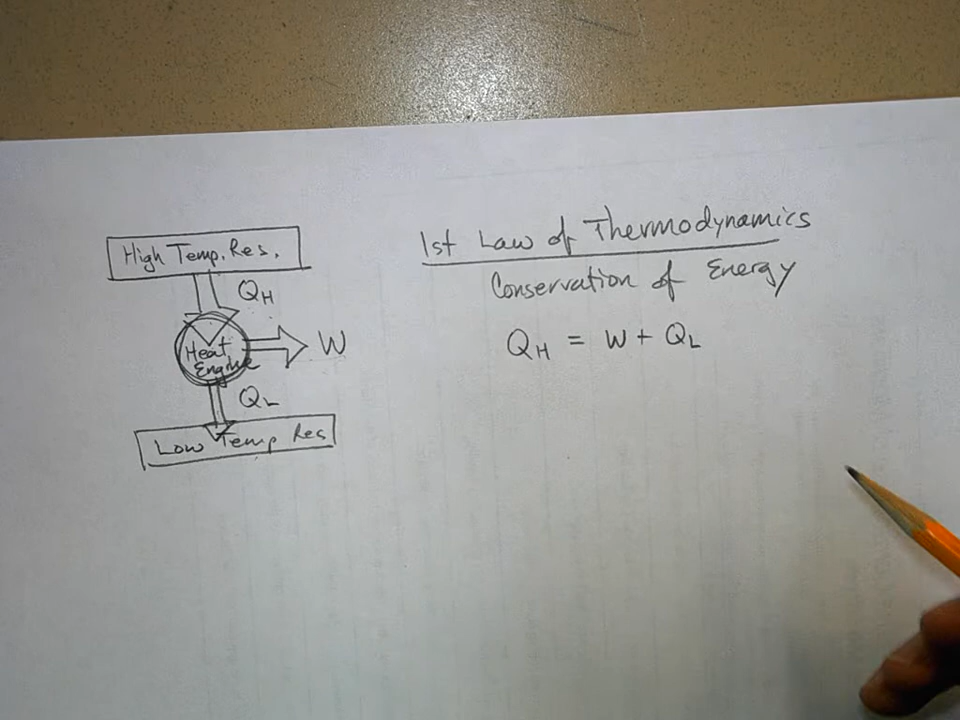 High Temp. Res.
QH
Heat
Engine
W
QL
Low Temp Res
1st Law of Thermodynamics
Conservation of Energy
QH = W + QL